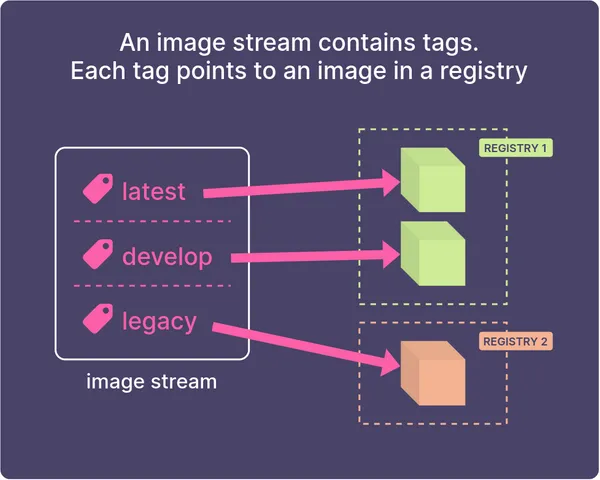 An image stream contains tags.
Each tag points to an image in a registry
REGISTRY 1
latest
develop
legacy
REGISTRY 2
image stream